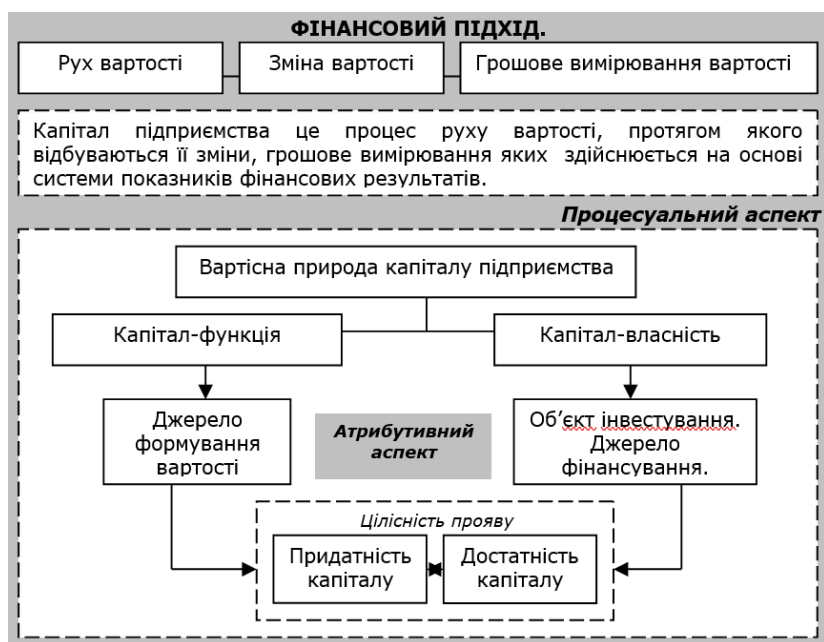 ФІНАНСОВИЙ ПІДХІД.
Рух вартості
Зміна вартості
Грошове вимірювання вартості
Капітал підприємства це процес руху вартості, протягом якого
відбуваються її зміни, грошове вимірювання яких здійснюється на основі
системи показників фінансових результатів.
Процесуальний аспект
Вартісна природа капіталу підприємства
Капітал-функція
Капітал-власність
Джерело
формування
вартості
Атрибутивний
аспект
Об’єкт інвестування.
Джерело
фінансування.
Цілісність прояву
Придатність
капіталу
Достатність
капіталу